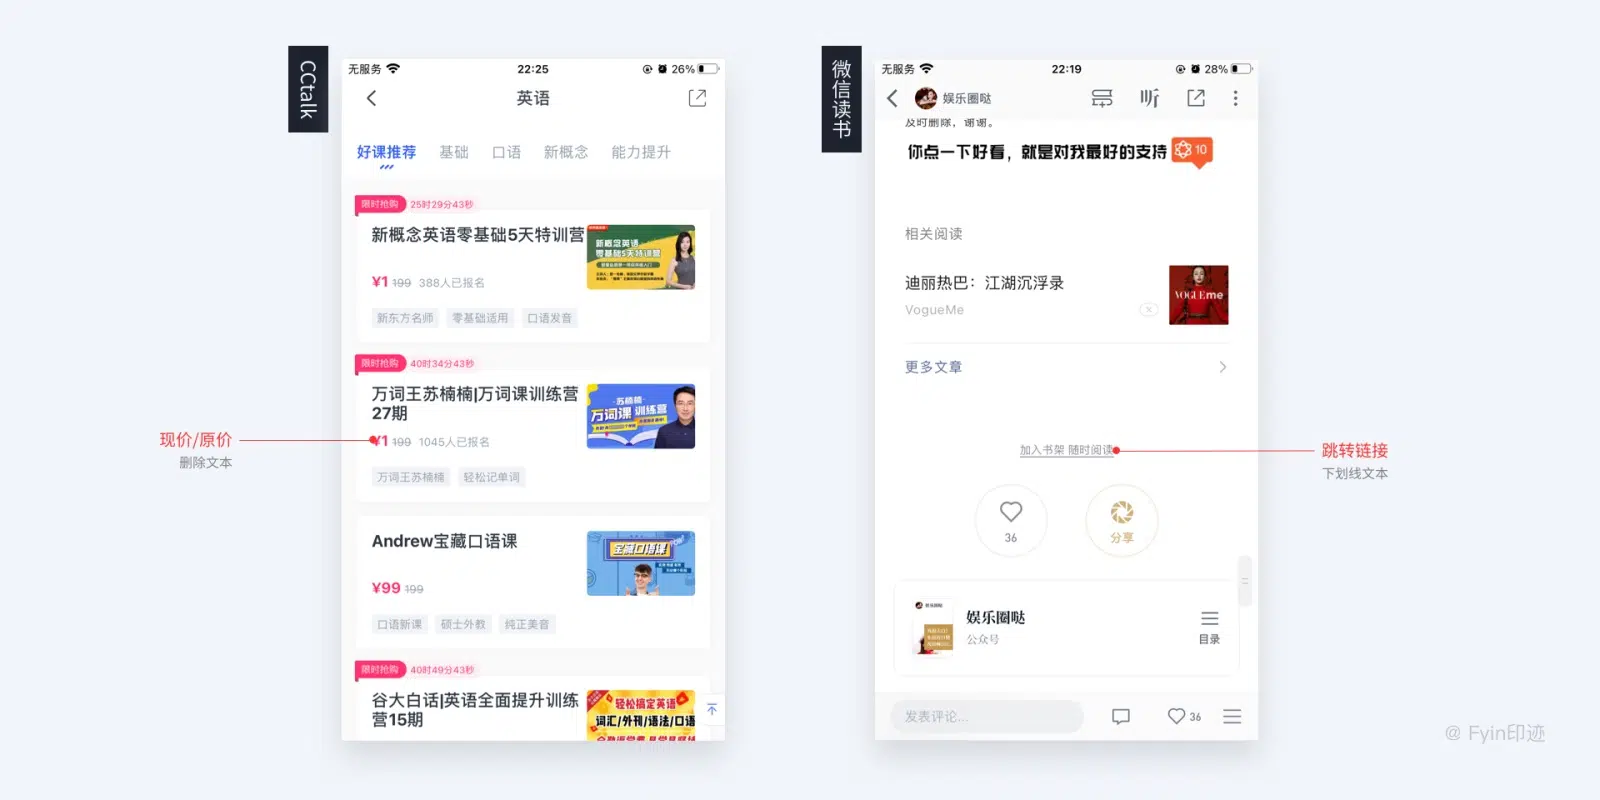 CCtalk
无服务
22:25
26%
英语
好课推荐 基础 口语 新概念 能力提升
限时抢购 25时29分43秒
新概念英语零基础5天特训营
¥1 199 388人已报名
新东方名师 零基础适用 口语发音
新概念英语
零基础5天特训营
限时抢购 40时34分43秒
万词王苏楠楠|万词课训练营
27期
¥1 199 1045人已报名
万词王苏楠楠 轻松记单词
苏楠楠
万词课 训练营
现价/原价
删除文本
Andrew宝藏口语课
¥99 199
口语新课 硕士外教 纯正美音
宝藏口语课
限时抢购 40时49分43秒
谷大白话|英语全面提升训练
营15期
轻松搞定英语
词汇/外刊/语法/口语
微信读书
无服务
22:19
28%
娱乐圈哒
听
及时删除，谢谢。
你点一下好看，就是对我最好的支持 10
相关阅读
迪丽热巴：江湖沉浮录
VogueMe
VOGUEme
更多文章
加入书架 随时阅读
跳转链接
下划线文本
36
分享
娱乐圈哒
公众号
目录
发表评论...
36
@ Fyin印迹